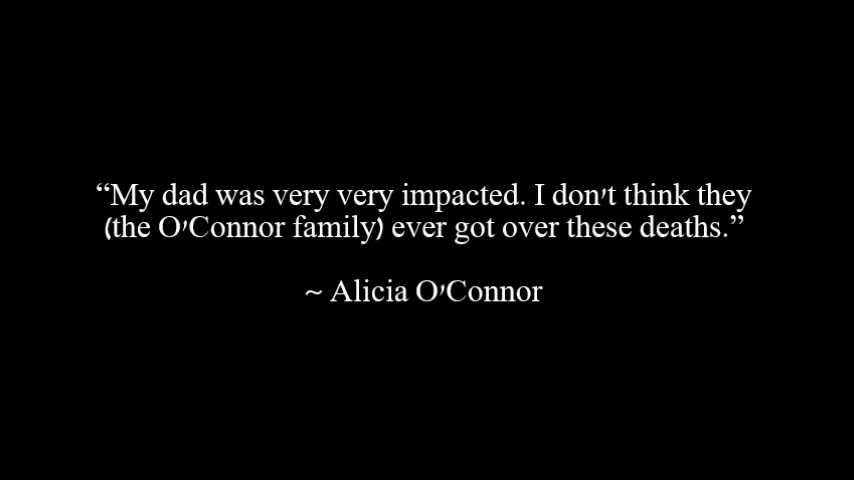 “My dad was very very impacted. I don't think they
(the O'Connor family) ever got over these deaths.”
~ Alicia O'Connor